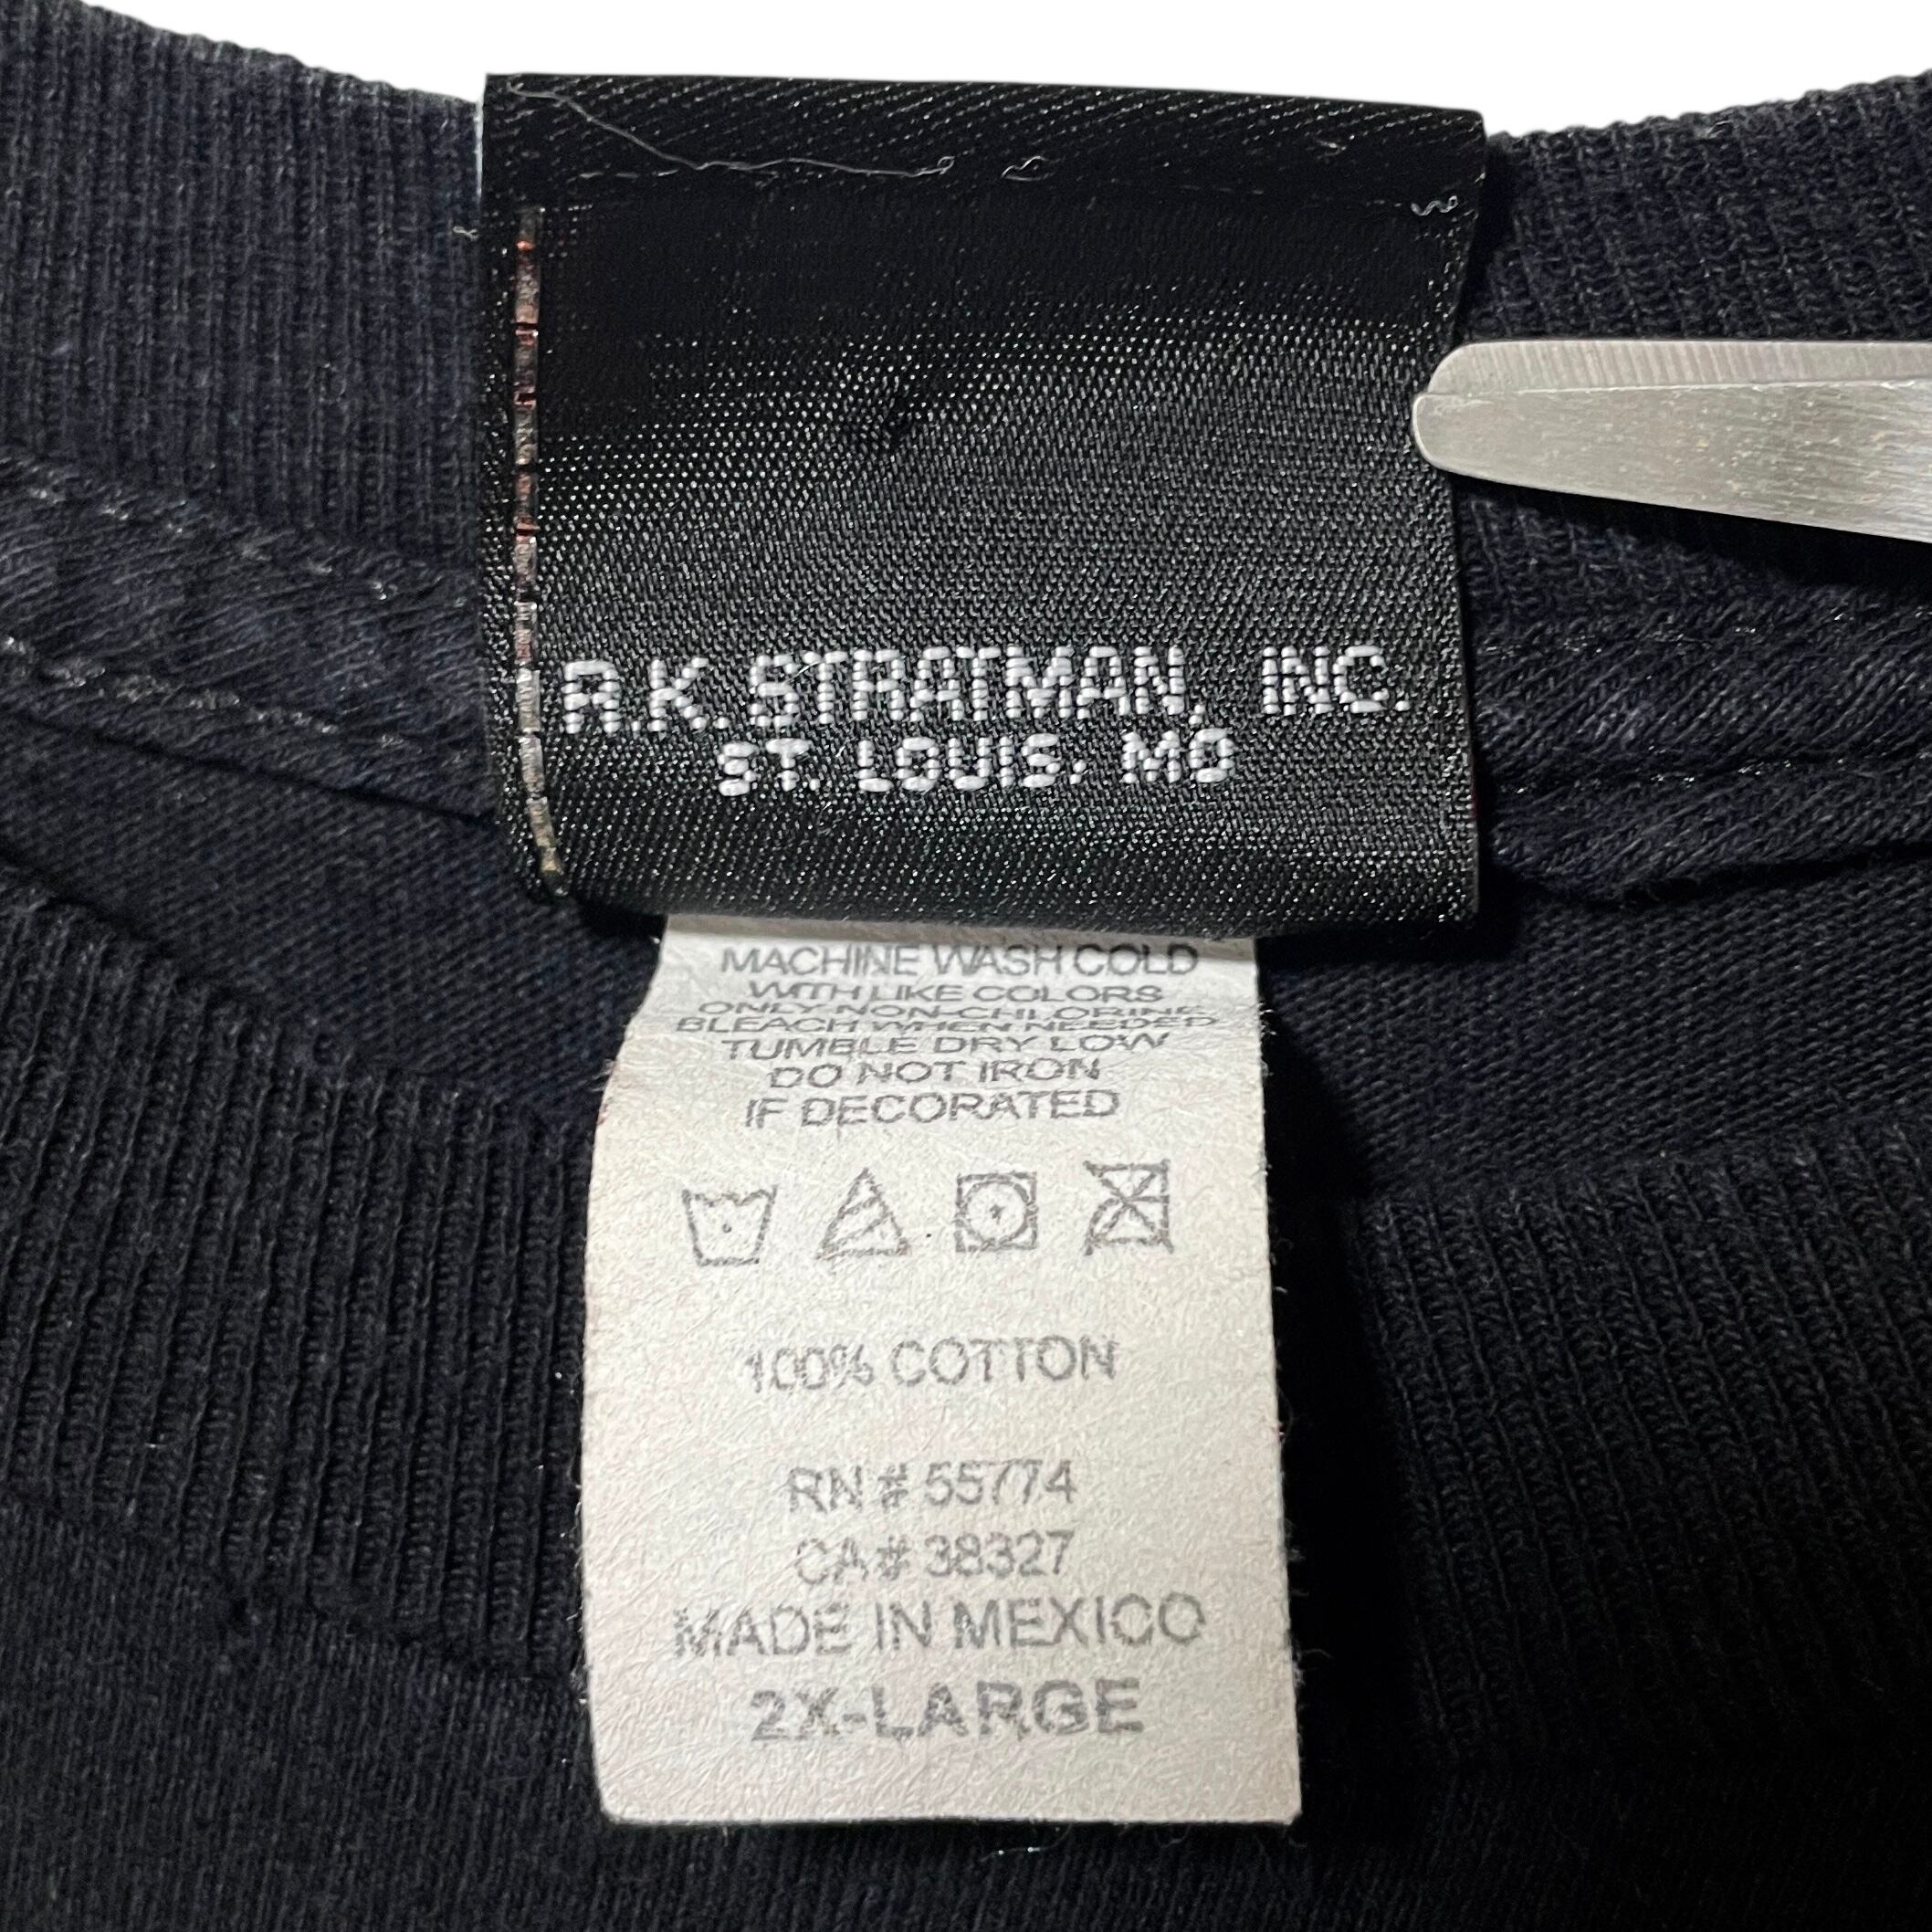 R.K. STRATMAN, INC.
ST. LOUIS, MO
MACHINE WASH COLD
WITH LIKE COLORS
ONLY NON-CHLORINE
BLEACH WHEN NEEDED
TUMBLE DRY LOW
DO NOT IRON
IF DECORATED
100% COTTON
RN # 55774
CA# 38327
MADE IN MEXICO
2X-LARGE